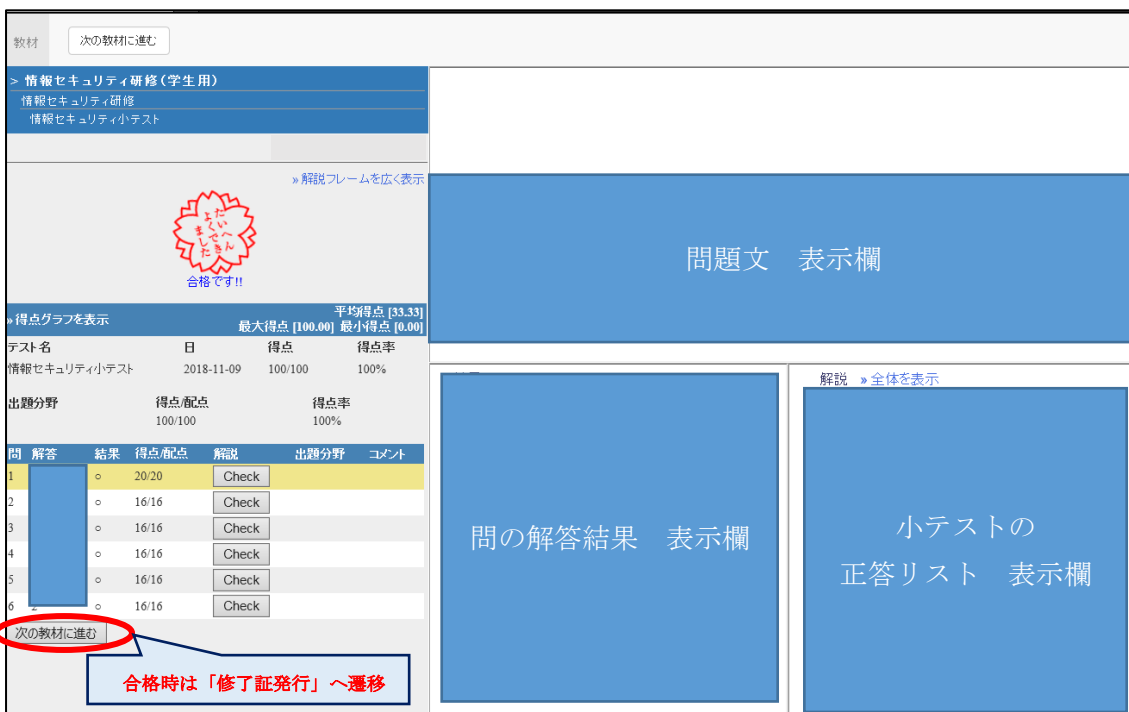 教材 次の教材に進む
> 情報セキュリティ研修(学生用)
情報セキュリティ研修
情報セキュリティ小テスト
»解説フレームを広く表示
たいへん
よくでき
ました
合格です!!
»得点グラフを表示
平均得点 [33.33]
最大得点 [100.00] 最小得点 [0.00]
テスト名 日 得点 得点率
情報セキュリティ小テスト 2018-11-09 100/100 100%
出題分野 得点/配点 得点率
100/100 100%
問 解答 結果 得点/配点 解説 出題分野 コメント
1 ○ 20/20 Check
2 ○ 16/16 Check
3 ○ 16/16 Check
4 ○ 16/16 Check
5 ○ 16/16 Check
6 ○ 16/16 Check
次の教材に進む
合格時は「修了証発行」へ遷移
問題文 表示欄
問の解答結果 表示欄
解説 »全体を表示
小テストの
正答リスト 表示欄